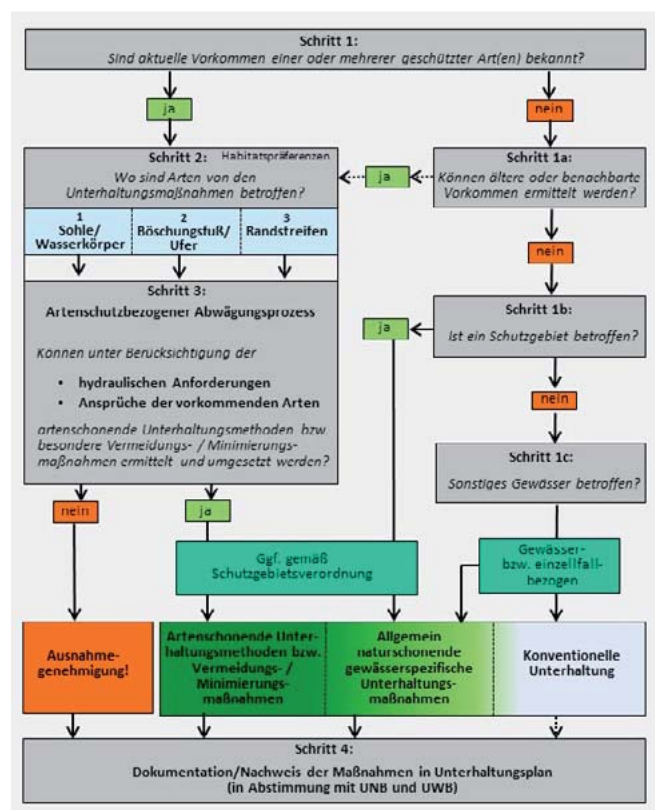 Schritt 1:
Sind aktuelle Vorkommen einer oder mehrerer geschützter Art(en) bekannt?
ja
nein
Schritt 2: Habitatspräferenzen
Wo sind Arten von den
Unterhaltungsmaßnahmen
betroffen?
1
Sohle/
Wasserkörper
2
Böschungsfuß/
Ufer
3
Randstreifen
ja
Schritt 1a:
Können ältere oder benachbarte
Vorkommen ermittelt werden?
nein
Schritt 3:
Artenschutzbezogener Abwägungsprozess
Können unter Berücksichtigung der
• hydraulischen Anforderungen
• Ansprüche der vorkommenden Arten
artenschonende Unterhaltungsmethoden bzw.
besondere Vermeidungs- / Minimierungs-
maßnahmen ermittelt und umgesetzt werden?
ja
Schritt 1b:
Ist ein Schutzgebiet betroffen?
nein
Schritt 1c:
Sonstiges Gewässer betroffen?
nein
ja
Ggf. gemäß
Schutzgebietsverordnung
Gewässer-
bzw. einzellfall-
bezogen
Ausnahme-
genehmigung!
Artenschonende Unter-
haltungsmethoden bzw.
Vermeidungs- /
Minimierungs-
maßnahmen
Allgemein
naturschonende
gewässerspezifische
Unterhaltungs-
maßnahmen
Konventionelle
Unterhaltung
Schritt 4:
Dokumentation/Nachweis der Maßnahmen in Unterhaltungsplan
(in Abstimmung mit UNB und UWB)